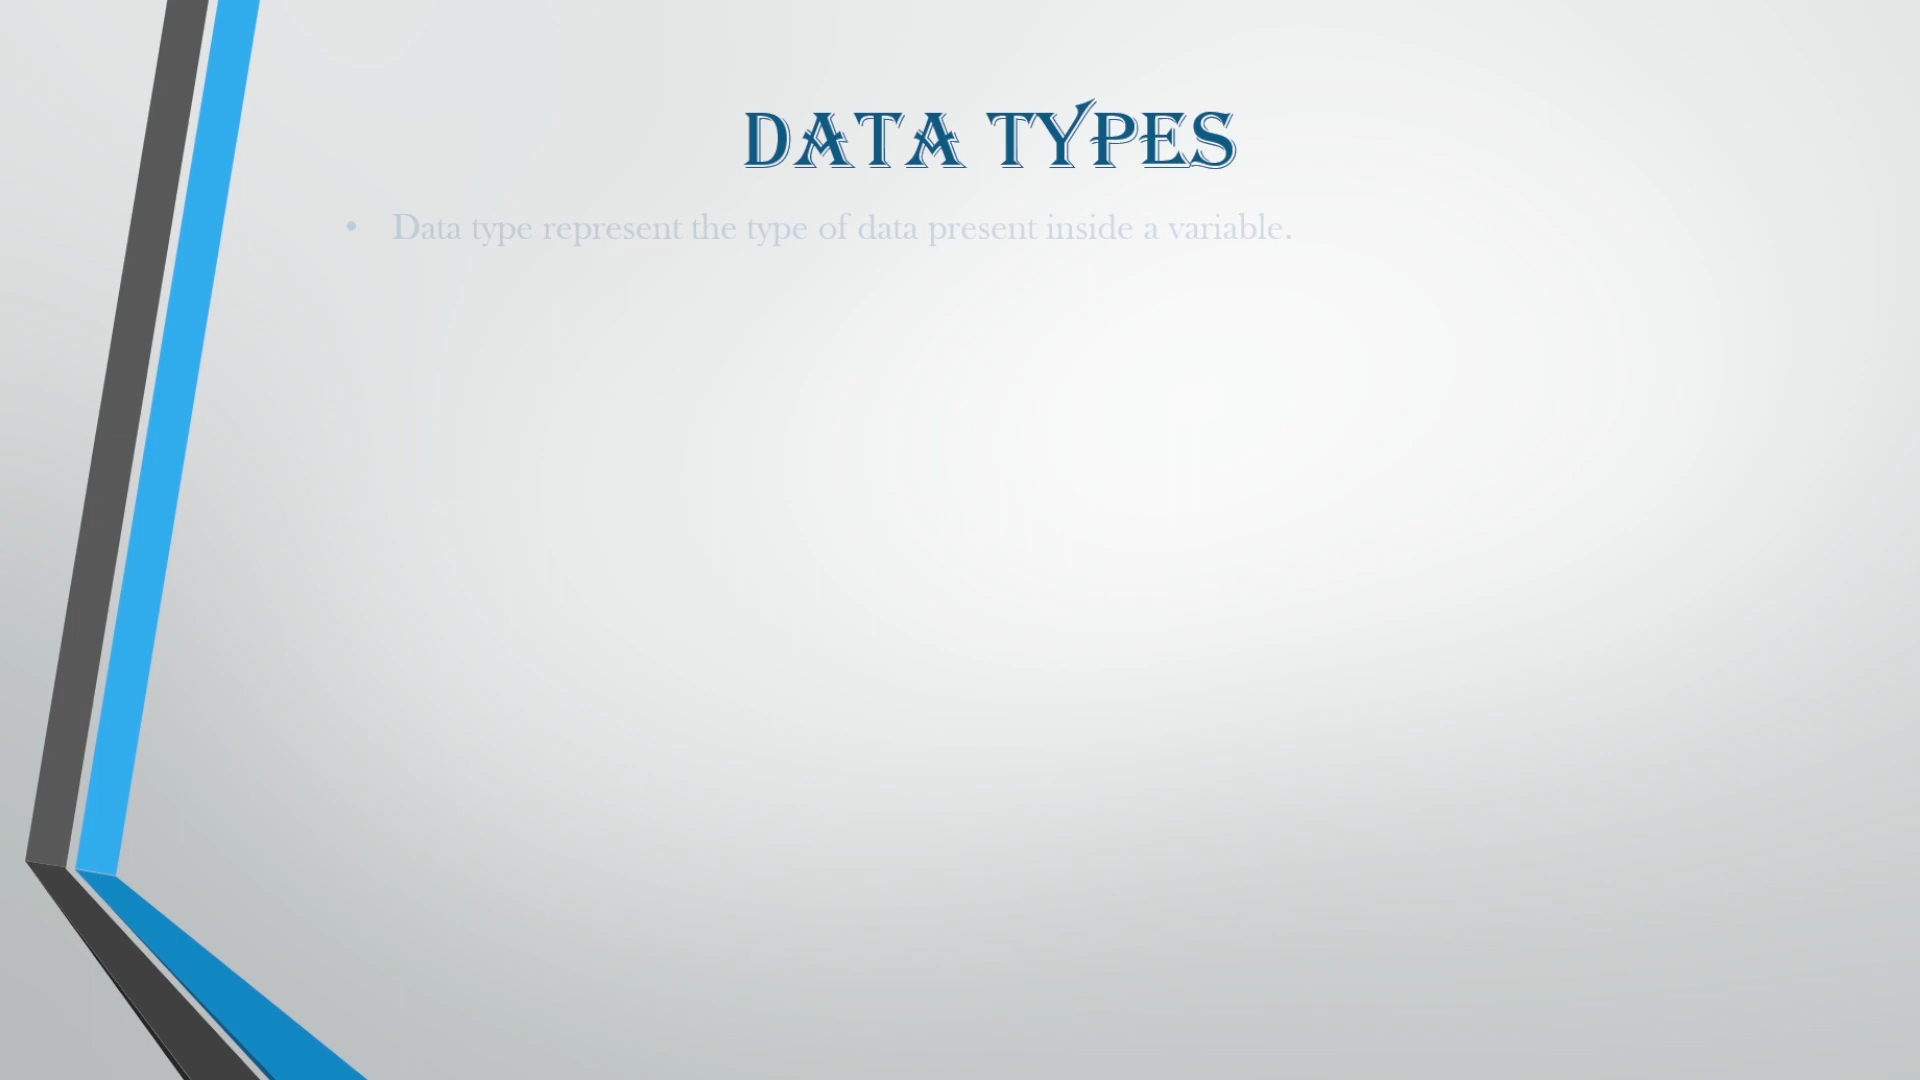 DATA TYPES
• Data type represent the type of data present inside a variable.